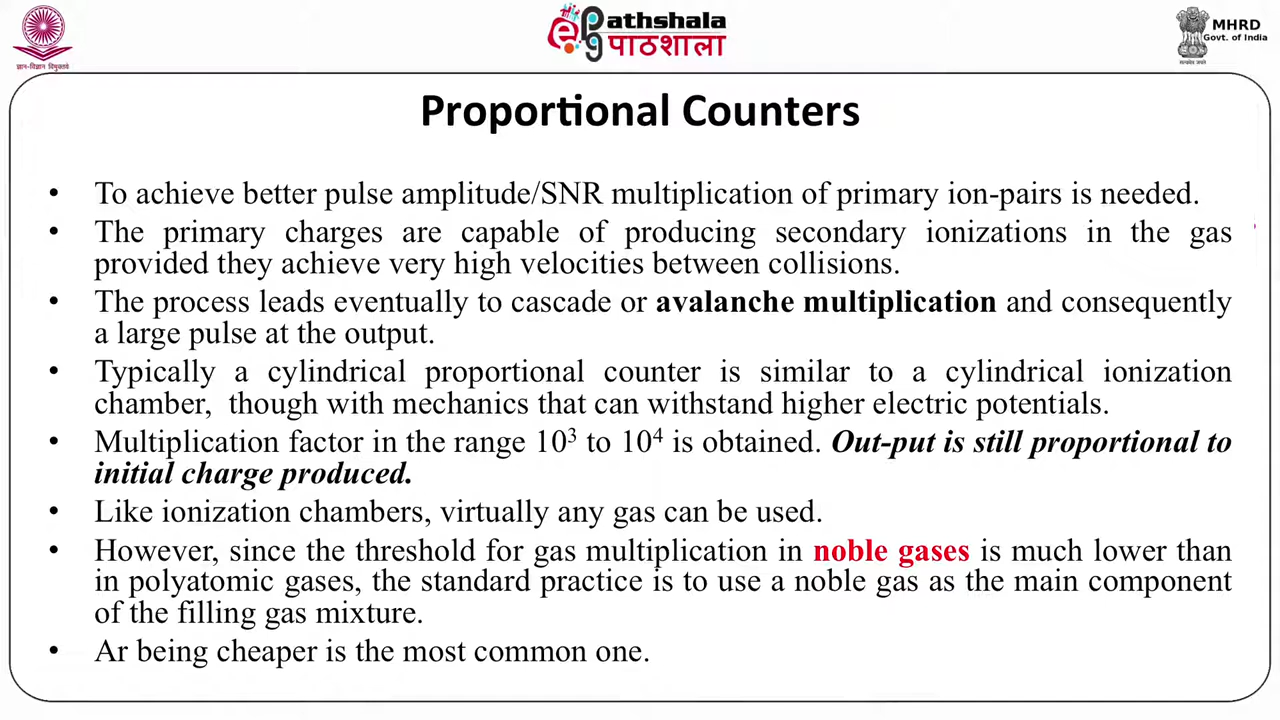 ज्ञान-विज्ञान विमुक्तये
ePathshala
पाठशाला
MHRD
Govt. of India
सत्यमेव जयते
Proportional Counters
• To achieve better pulse amplitude/SNR multiplication of primary ion-pairs is needed.
• The primary charges are capable of producing secondary ionizations in the gas
provided they achieve very high velocities between collisions.
• The process leads eventually to cascade or avalanche multiplication and consequently
a large pulse at the output.
• Typically a cylindrical proportional counter is similar to a cylindrical ionization
chamber, though with mechanics that can withstand higher electric potentials.
• Multiplication factor in the range 10³ to 10⁴ is obtained. Out-put is still proportional to
initial charge produced.
• Like ionization chambers, virtually any gas can be used.
• However, since the threshold for gas multiplication in noble gases is much lower than
in polyatomic gases, the standard practice is to use a noble gas as the main component
of the filling gas mixture.
• Ar being cheaper is the most common one.